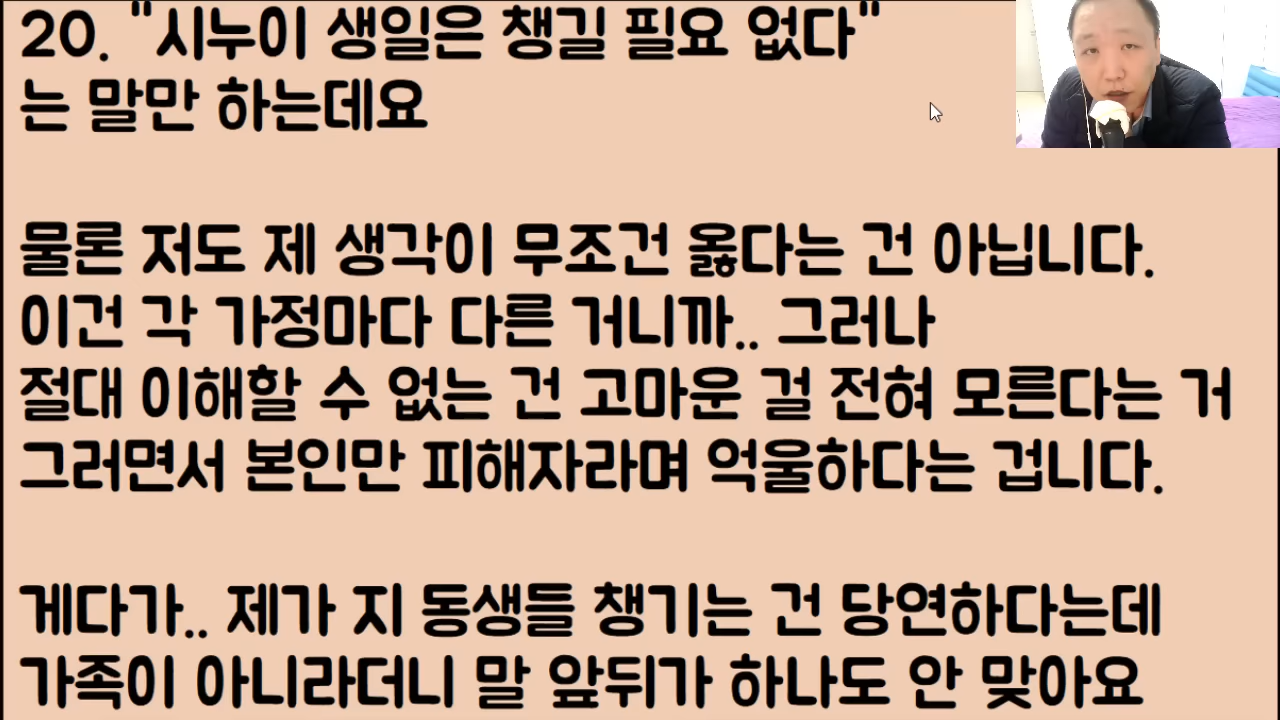 20. "시누이 생일은 챙길 필요 없다"
는 말만 하는데요
물론 저도 제 생각이 무조건 옳다는 건 아닙니다.
이건 각 가정마다 다른 거니까.. 그러나
절대 이해할 수 없는 건 고마운 걸 전혀 모른다는 거
그러면서 본인만 피해자라며 억울하다는 겁니다.
게다가.. 제가 지 동생들 챙기는 건 당연하다는데
가족이 아니라더니 말 앞뒤가 하나도 안 맞아요